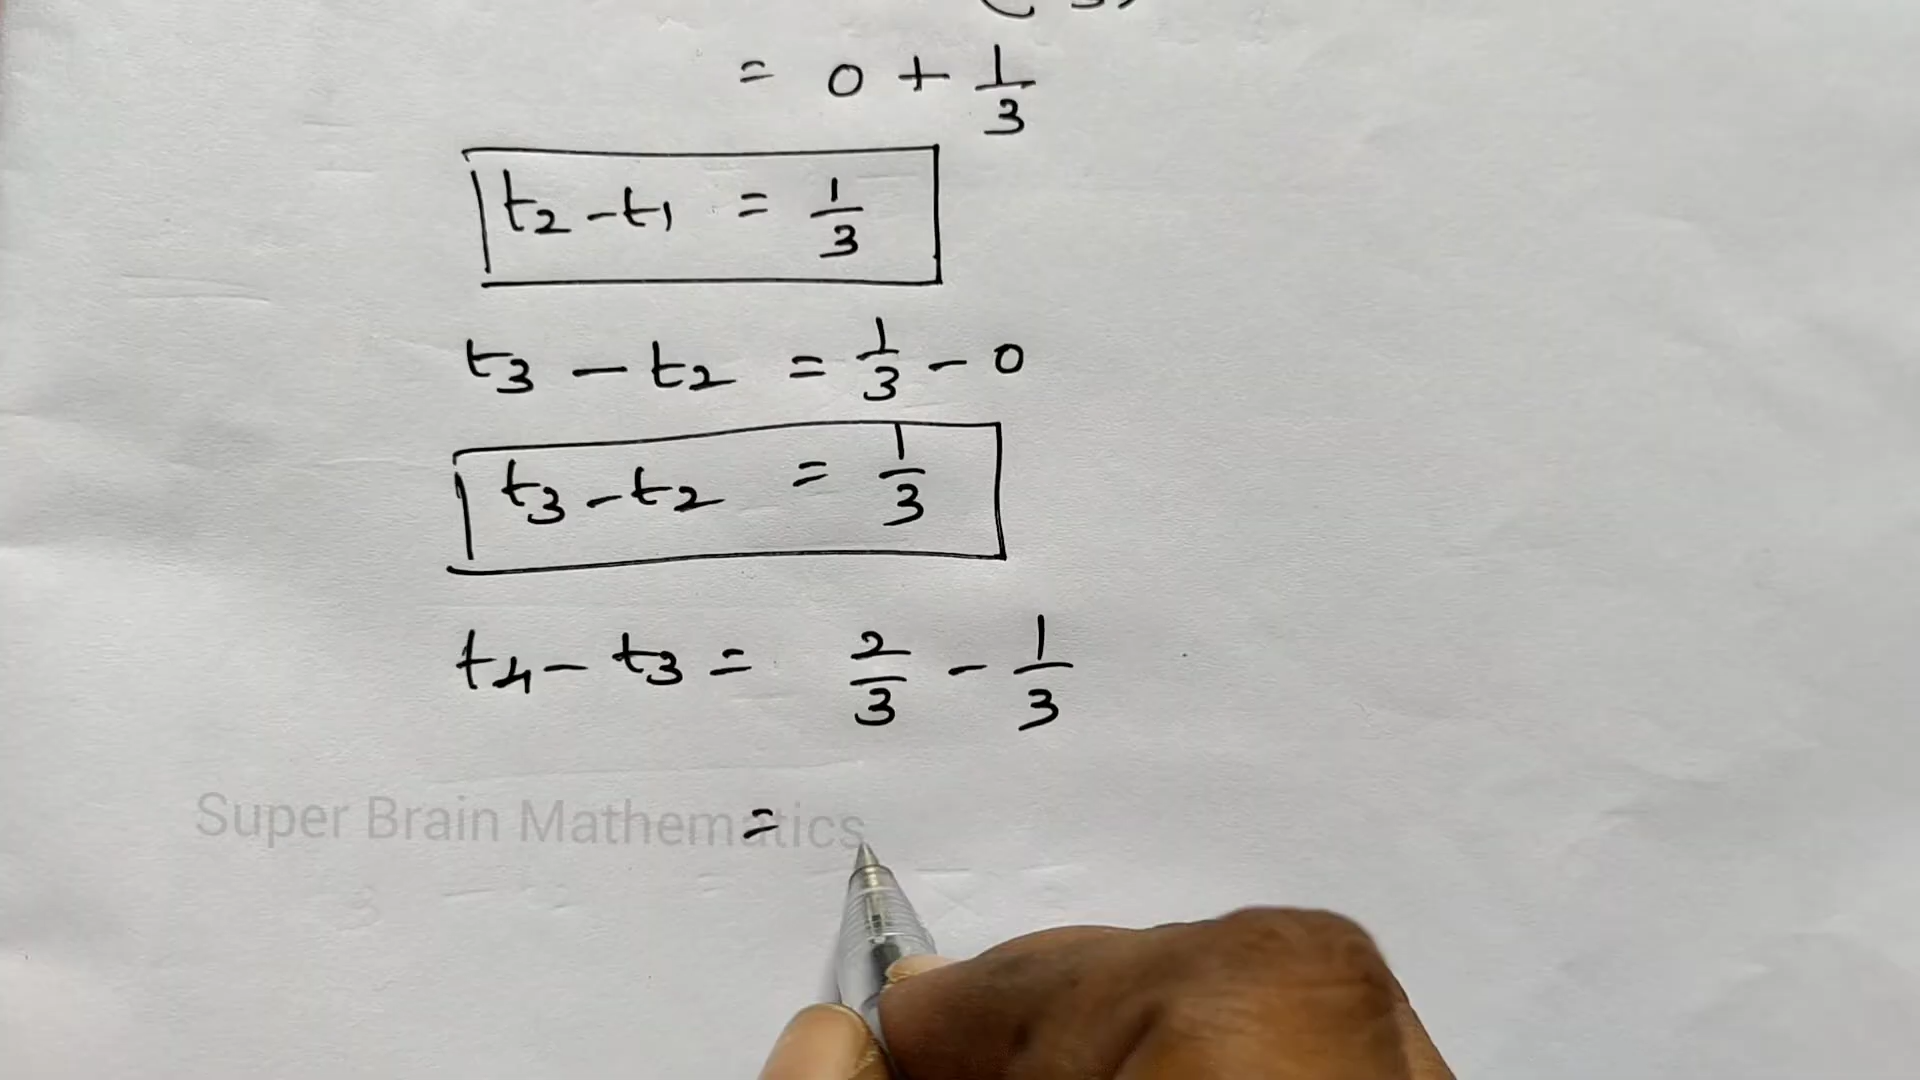 = 0 + 1/3
t2 - t1 = 1/3
t3 - t2 = 1/3 - 0
t3 - t2 = 1/3
t4 - t3 = 2/3 - 1/3
=
Super Brain Mathematics